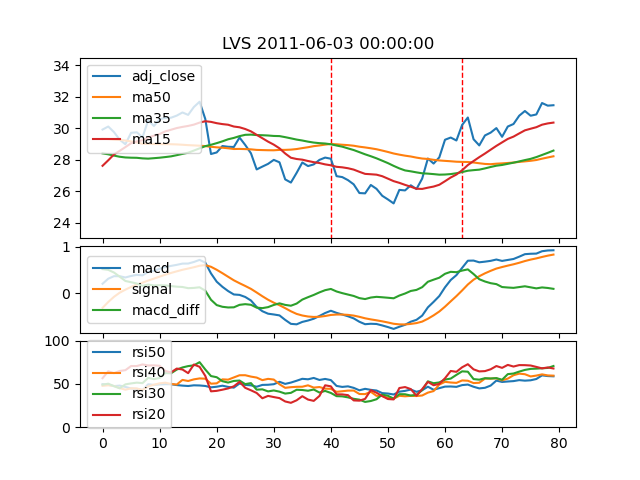 LVS 2011-06-03 00:00:00
34
32
30
28
26
24
adj_close
ma50
ma35
ma15
1
0
macd
signal
macd_diff
100
50
0
rsi50
rsi40
rsi30
rsi20
0 10 20 30 40 50 60 70 80